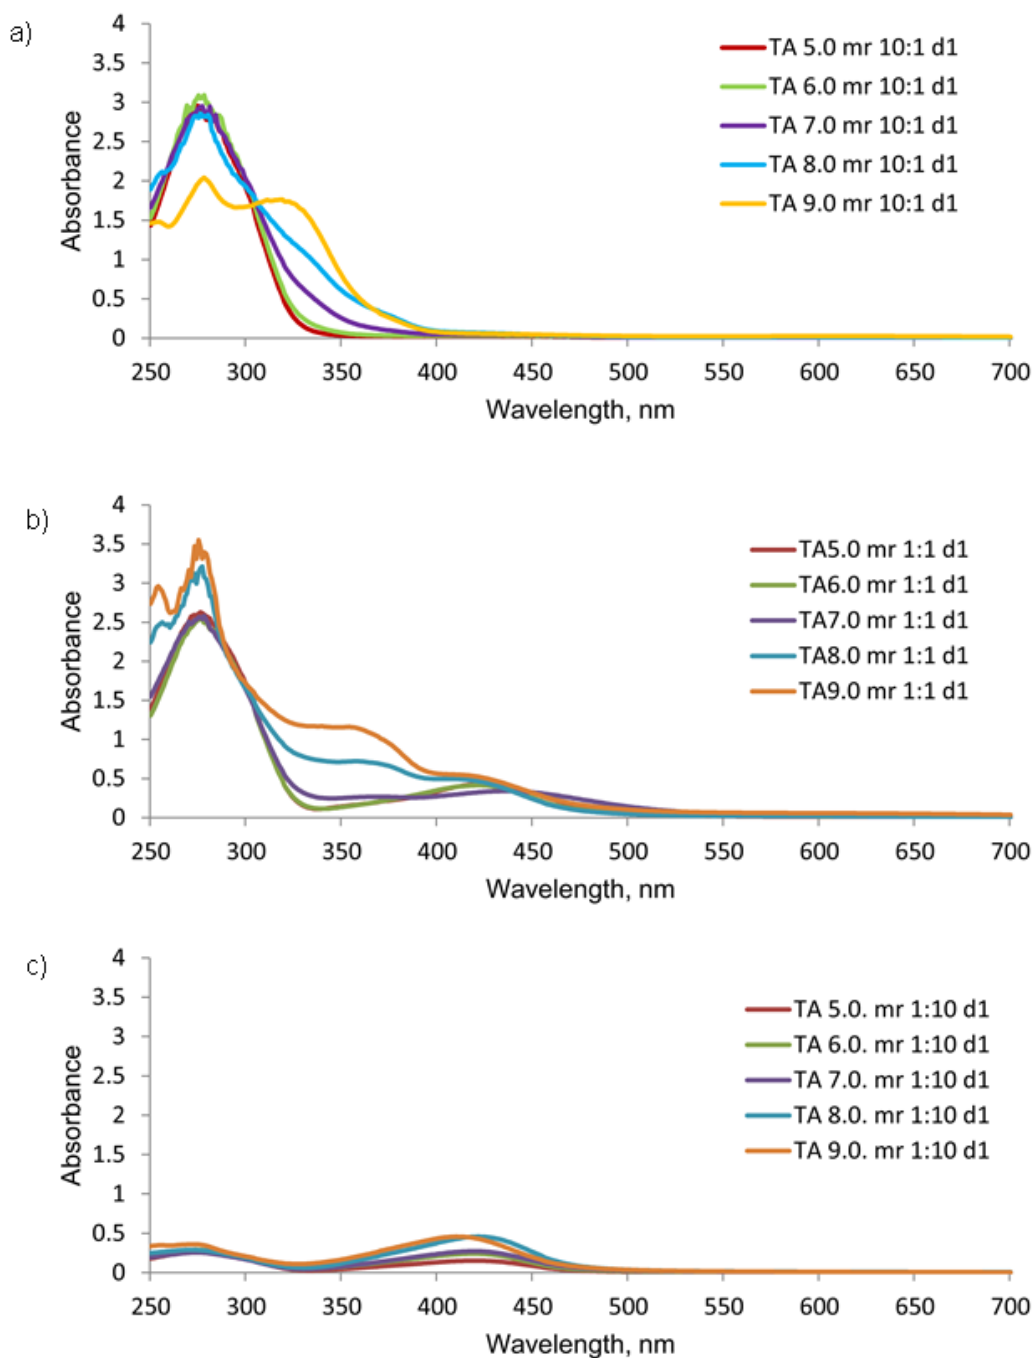 a)
4
3.5
3
2.5
2
1.5
1
0.5
0
Absorbance
TA 5.0 mr 10:1 d1
TA 6.0 mr 10:1 d1
TA 7.0 mr 10:1 d1
TA 8.0 mr 10:1 d1
TA 9.0 mr 10:1 d1
250 300 350 400 450 500 550 600 650 700
Wavelength, nm
b)
4
3.5
3
2.5
2
1.5
1
0.5
0
Absorbance
TA5.0 mr 1:1 d1
TA6.0 mr 1:1 d1
TA7.0 mr 1:1 d1
TA8.0 mr 1:1 d1
TA9.0 mr 1:1 d1
250 300 350 400 450 500 550 600 650 700
Wavelength, nm
c)
4
3.5
3
2.5
2
1.5
1
0.5
0
Absorbance
TA 5.0. mr 1:10 d1
TA 6.0. mr 1:10 d1
TA 7.0. mr 1:10 d1
TA 8.0. mr 1:10 d1
TA 9.0. mr 1:10 d1
250 300 350 400 450 500 550 600 650 700
Wavelength, nm